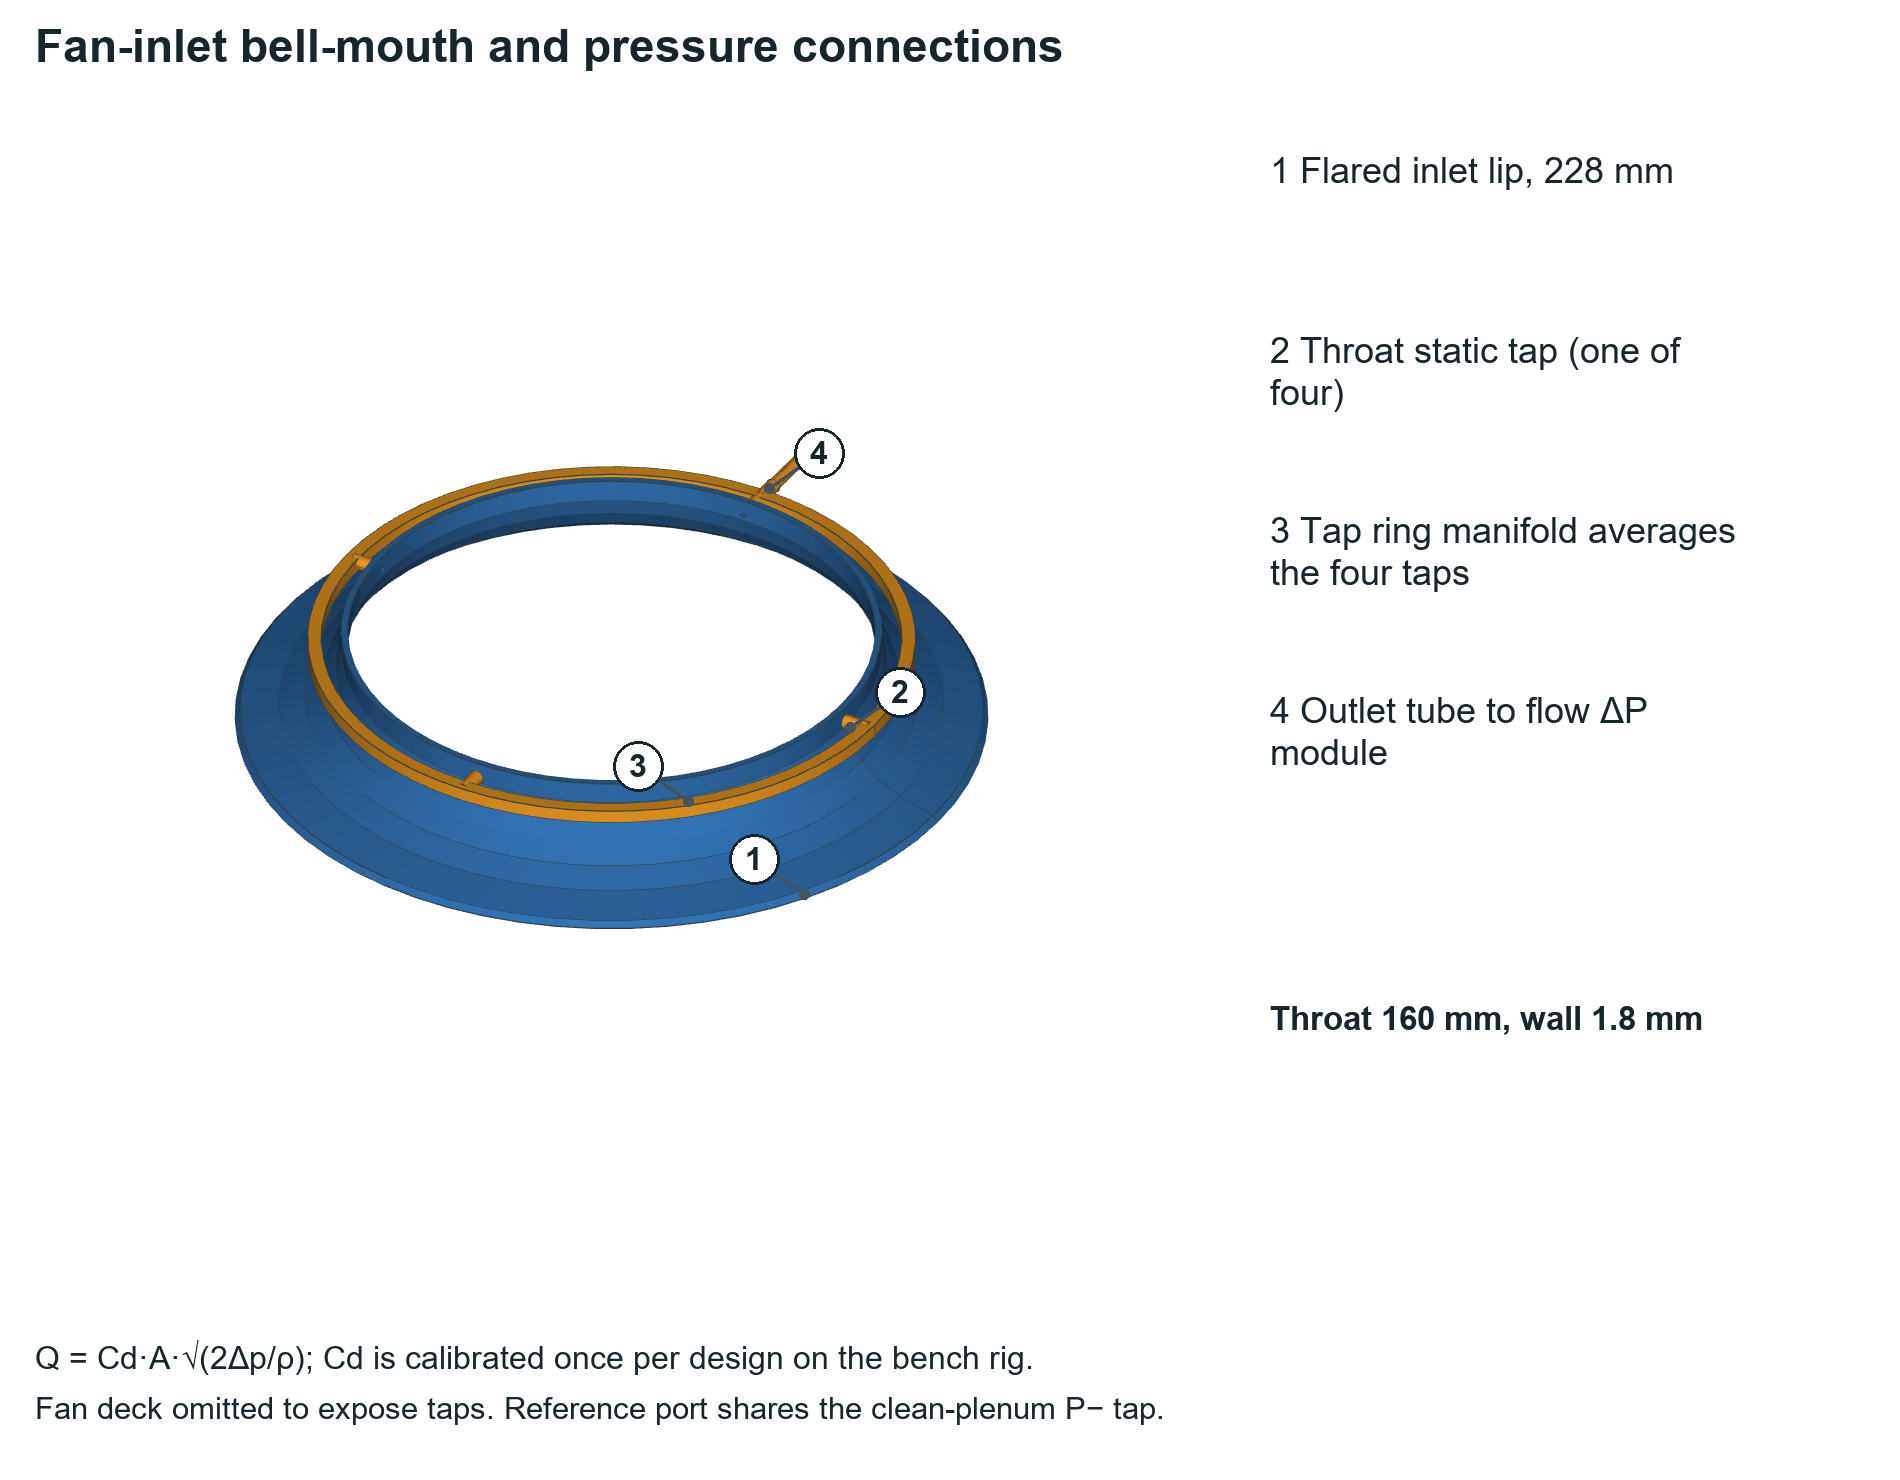 Fan-inlet bell-mouth and pressure connections
1 Flared inlet lip, 228 mm
2 Throat static tap (one of
four)
3 Tap ring manifold averages
the four taps
4 Outlet tube to flow ΔP
module
4
2
3
1
Throat 160 mm, wall 1.8 mm
Q = Cd·A·√(2Δp/ρ); Cd is calibrated once per design on the bench rig.
Fan deck omitted to expose taps. Reference port shares the clean-plenum P− tap.